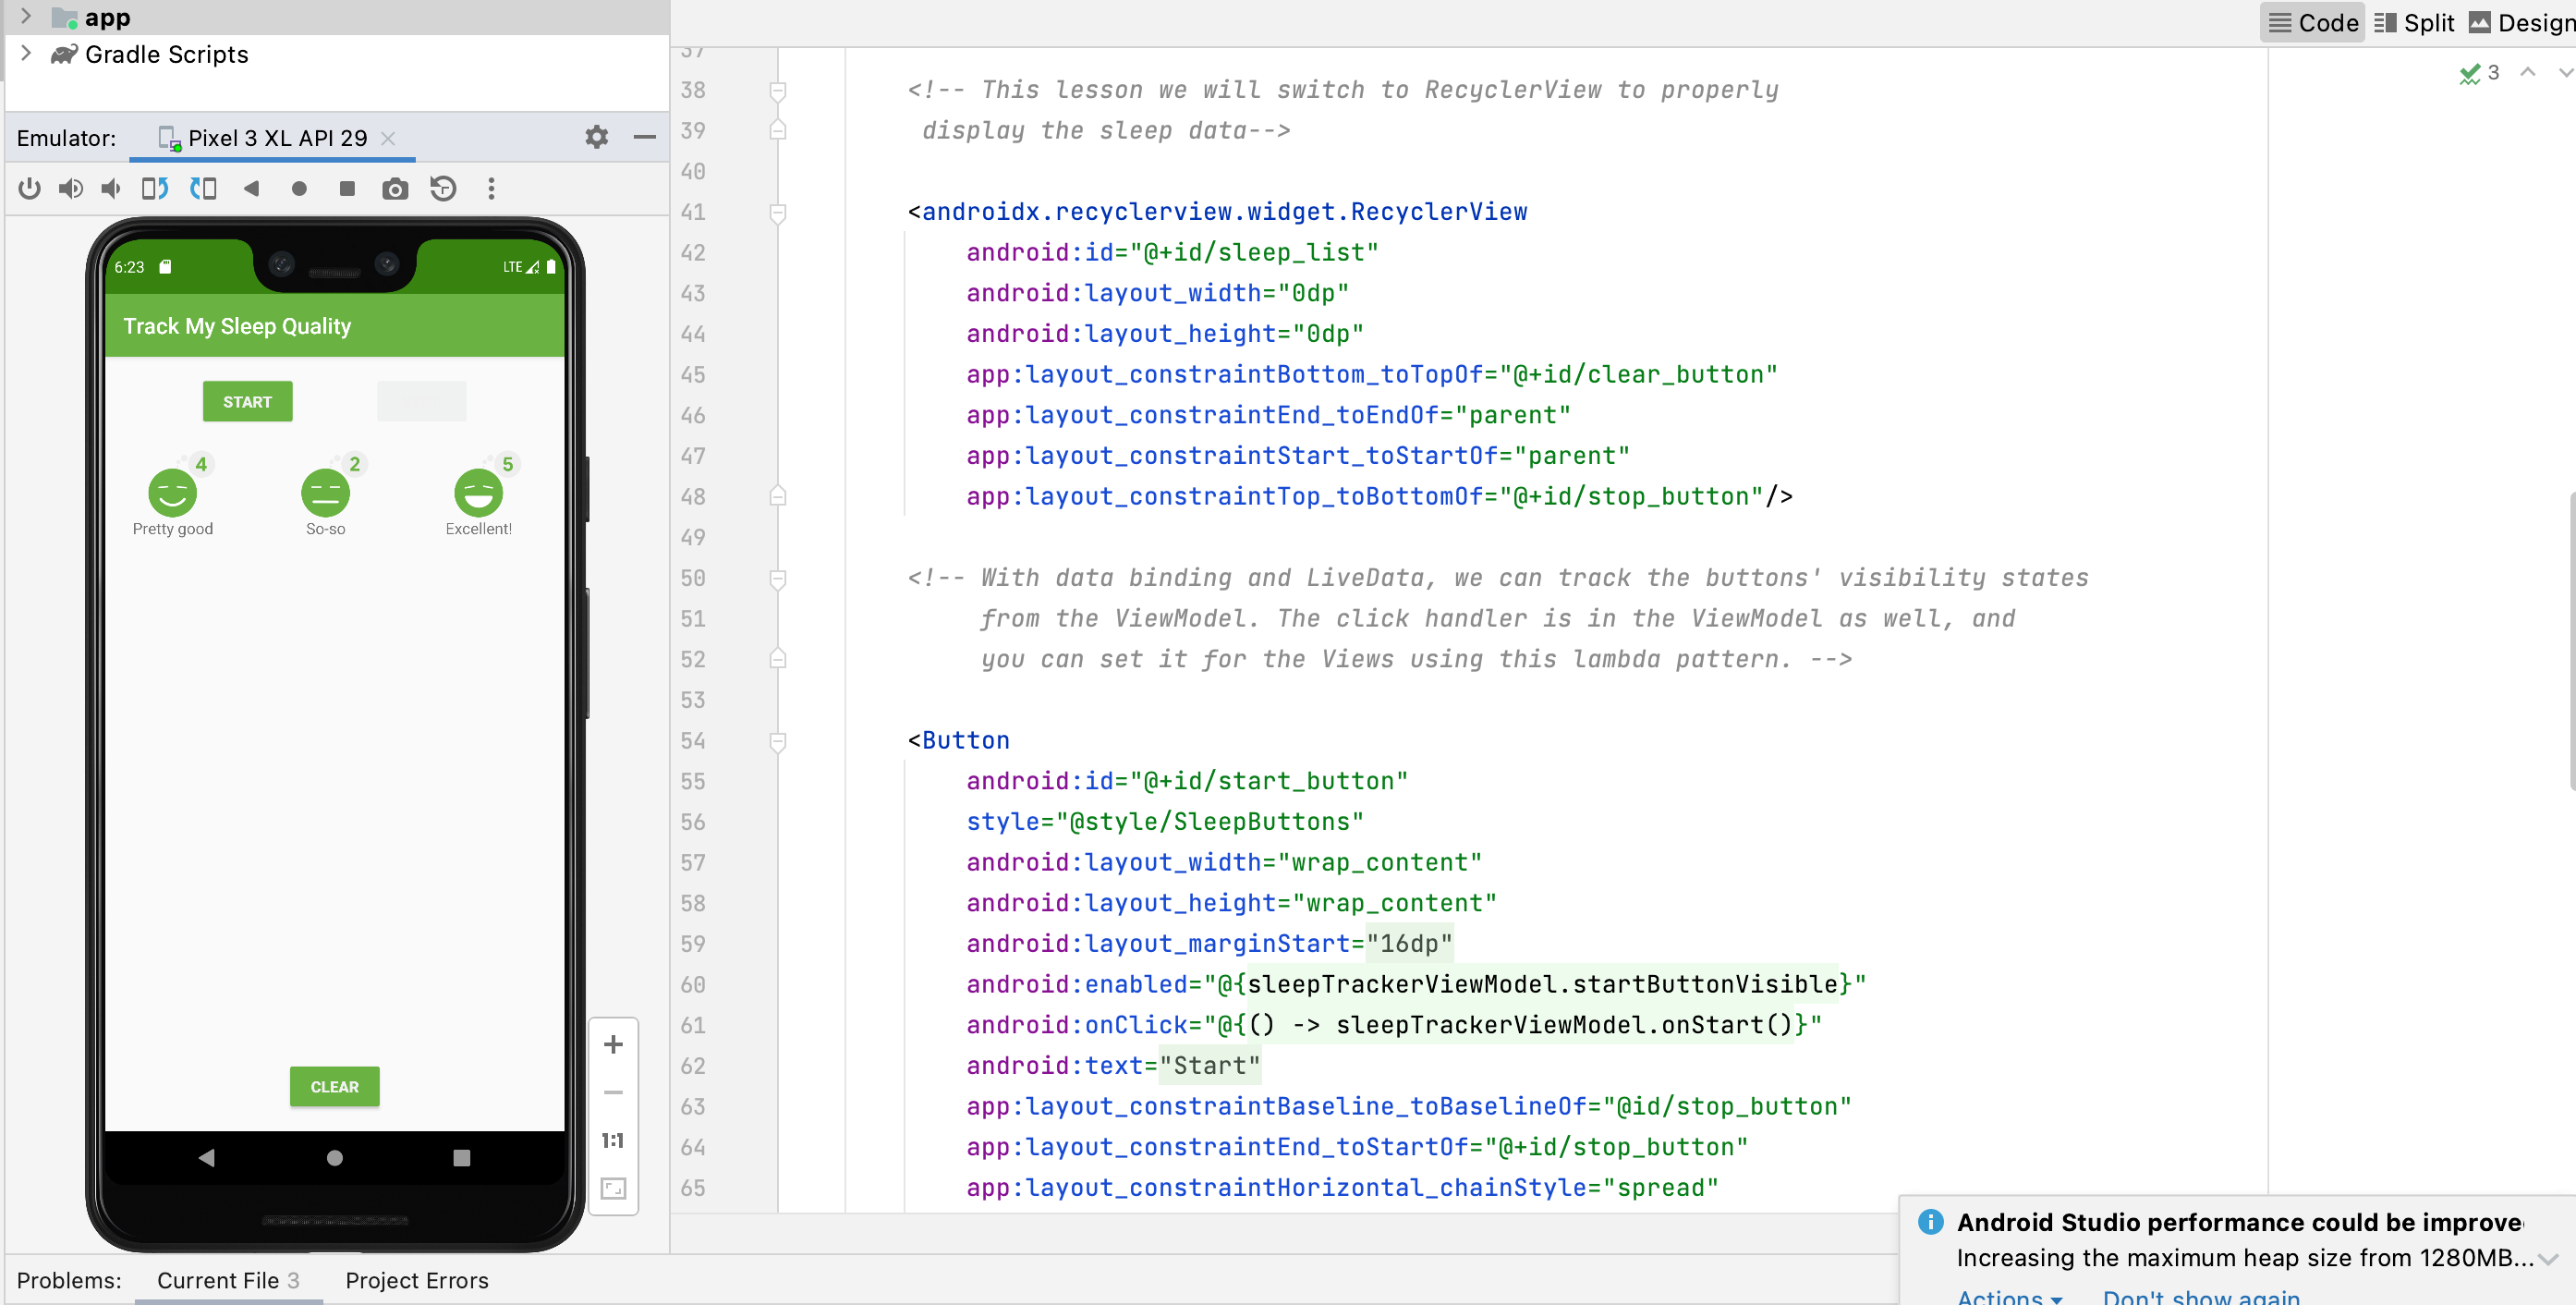 app
Gradle Scripts
Emulator: Pixel 3 XL API 29
6:23 LTE
Track My Sleep Quality
START
4 2 5
Pretty good So-so Excellent!
CLEAR
1:1
Code Split Design
3
37
38 <!-- This lesson we will switch to RecyclerView to properly
39 display the sleep data-->
40
41 <androidx.recyclerview.widget.RecyclerView
42 android:id="@+id/sleep_list"
43 android:layout_width="0dp"
44 android:layout_height="0dp"
45 app:layout_constraintBottom_toTopOf="@+id/clear_button"
46 app:layout_constraintEnd_toEndOf="parent"
47 app:layout_constraintStart_toStartOf="parent"
48 app:layout_constraintTop_toBottomOf="@+id/stop_button"/>
49
50 <!-- With data binding and LiveData, we can track the buttons' visibility states
51 from the ViewModel. The click handler is in the ViewModel as well, and
52 you can set it for the Views using this lambda pattern. -->
53
54 <Button
55 android:id="@+id/start_button"
56 style="@style/SleepButtons"
57 android:layout_width="wrap_content"
58 android:layout_height="wrap_content"
59 android:layout_marginStart="16dp"
60 android:enabled="@{sleepTrackerViewModel.startButtonVisible}"
61 android:onClick="@{() -> sleepTrackerViewModel.onStart()}"
62 android:text="Start"
63 app:layout_constraintBaseline_toBaselineOf="@id/stop_button"
64 app:layout_constraintEnd_toStartOf="@+id/stop_button"
65 app:layout_constraintHorizontal_chainStyle="spread"
Android Studio performance could be improve
Increasing the maximum heap size from 1280MB...
Actions Don't show again
Problems: Current File 3 Project Errors